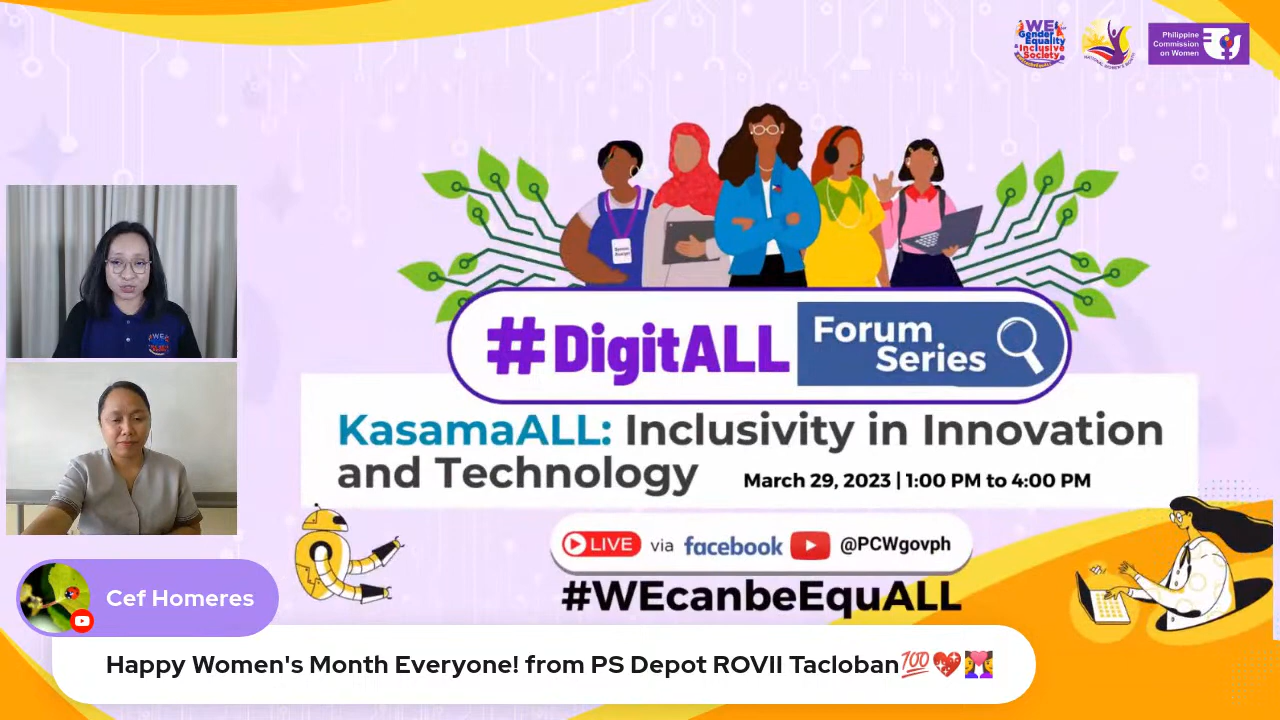 WE
Gender
Equality
Inclusive
Society
Philippine
Commission
on Women
#DigitALL
Forum
Series
KasamaALL: Inclusivity in Innovation
and Technology
March 29, 2023 | 1:00 PM to 4:00 PM
LIVE via facebook @PCWgovph
#WEcanbeEquALL
Cef Homeres
Happy Women's Month Everyone! from PS Depot ROVII Tacloban💯💖👩‍❤️‍👩